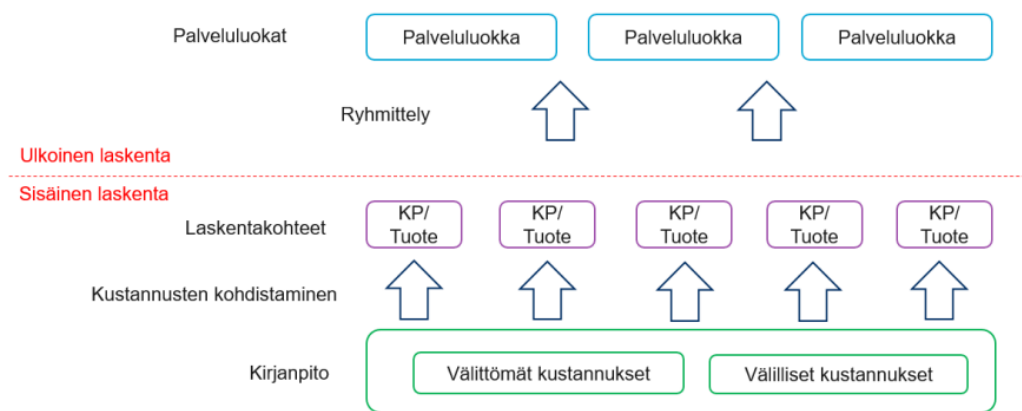 Palveluluokat
Palveluluokka
Palveluluokka
Palveluluokka
Ryhmittely
Ulkoinen laskenta
Sisäinen laskenta
Laskentakohteet
KP/
Tuote
KP/
Tuote
KP/
Tuote
KP/
Tuote
KP/
Tuote
Kustannusten kohdistaminen
Kirjanpito
Välittömät kustannukset
Välilliset kustannukset